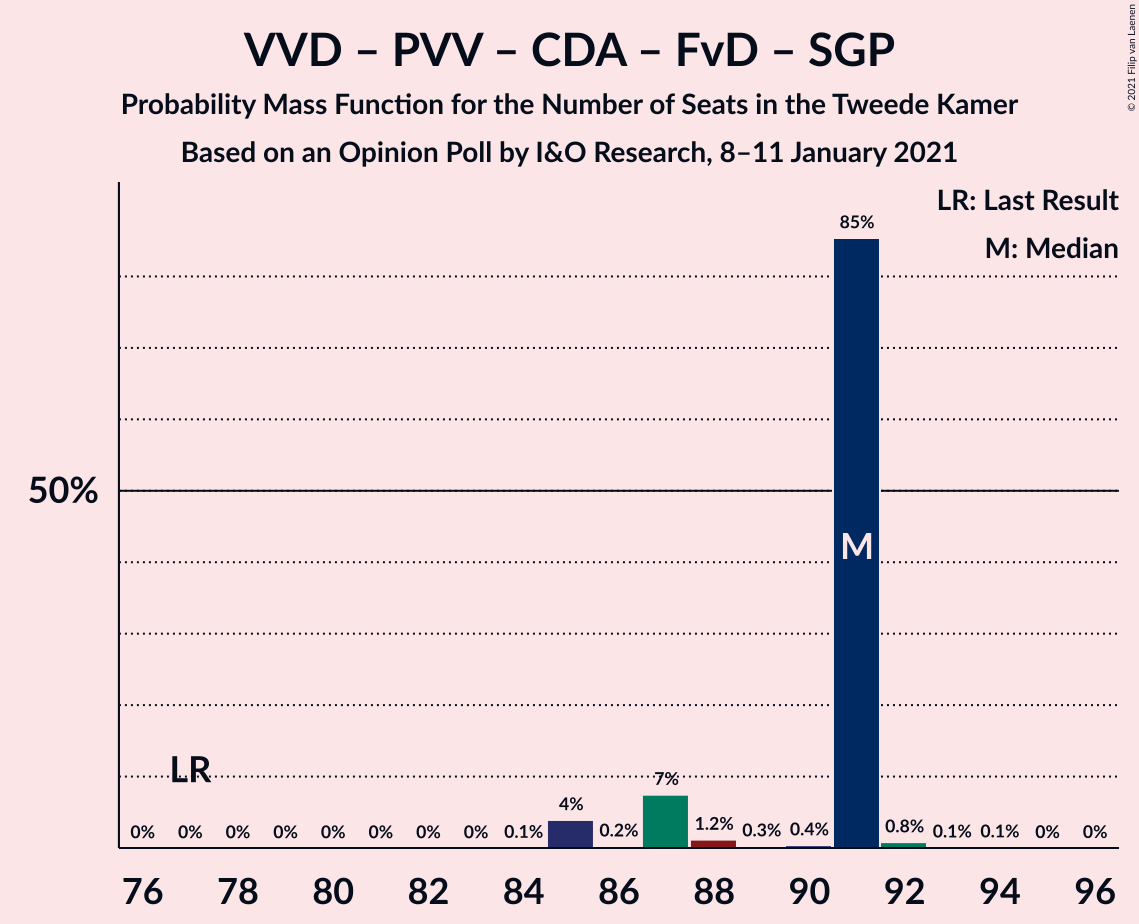 VVD – PVV – CDA – FvD – SGP
Probability Mass Function for the Number of Seats in the Tweede Kamer
Based on an Opinion Poll by I&O Research, 8–11 January 2021
© 2021 Filip van Laenen
LR: Last Result
M: Median
85%
50%
M
LR
7%
4%
0% 0% 0% 0% 0% 0% 0% 0% 0.1% 0.2% 1.2% 0.3% 0.4% 0.8% 0.1% 0.1% 0% 0%
76 78 80 82 84 86 88 90 92 94 96